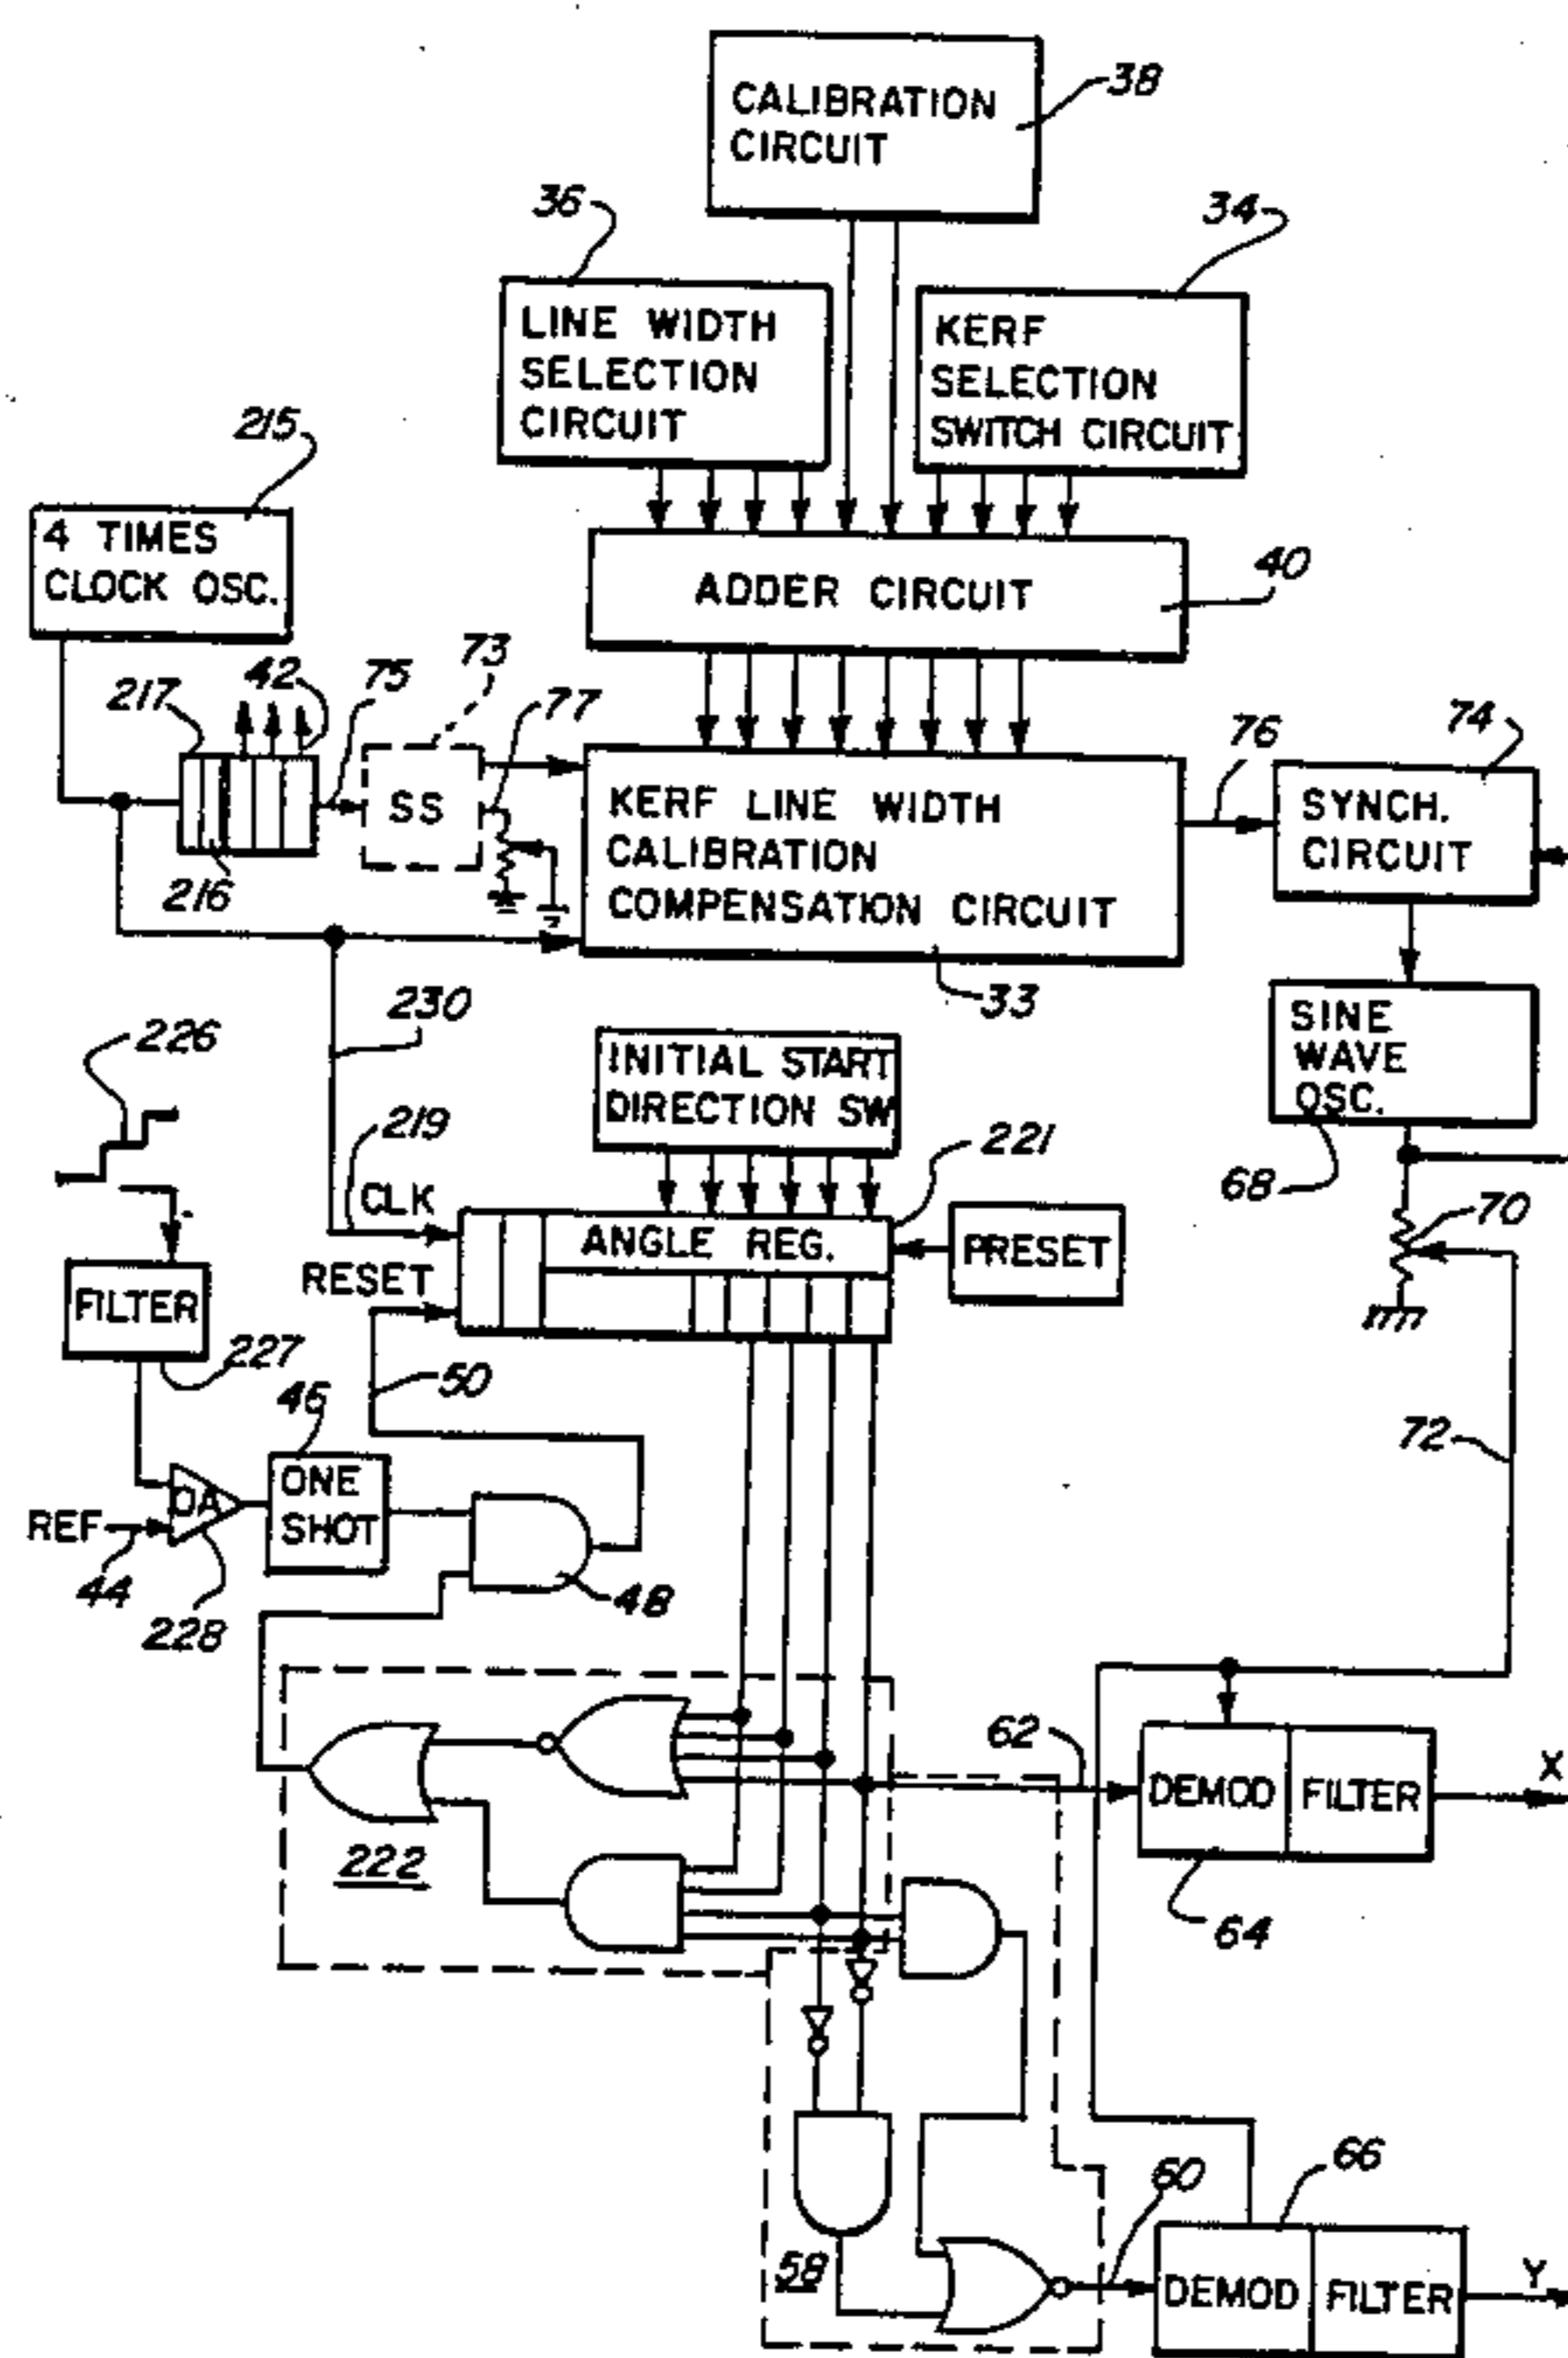 CALIBRATION
CIRCUIT
38
36
34
LINE WIDTH
SELECTION
CIRCUIT
KERF
SELECTION
SWITCH CIRCUIT
215
4 TIMES
CLOCK OSC.
ADDER CIRCUIT
40
73
42
217
75
77
76
74
SS
216
KERF LINE WIDTH
CALIBRATION
COMPENSATION CIRCUIT
SYNCH.
CIRCUIT
33
230
226
INITIAL START
DIRECTION SW
SINE
WAVE
OSC.
219
221
68
CLK
70
ANGLE REG.
PRESET
RESET
FILTER
227
50
46
72
ONE
SHOT
DA
REF
44
228
48
62
X
DEMOD
FILTER
222
64
66
60
58
DEMOD
FILTER
Y